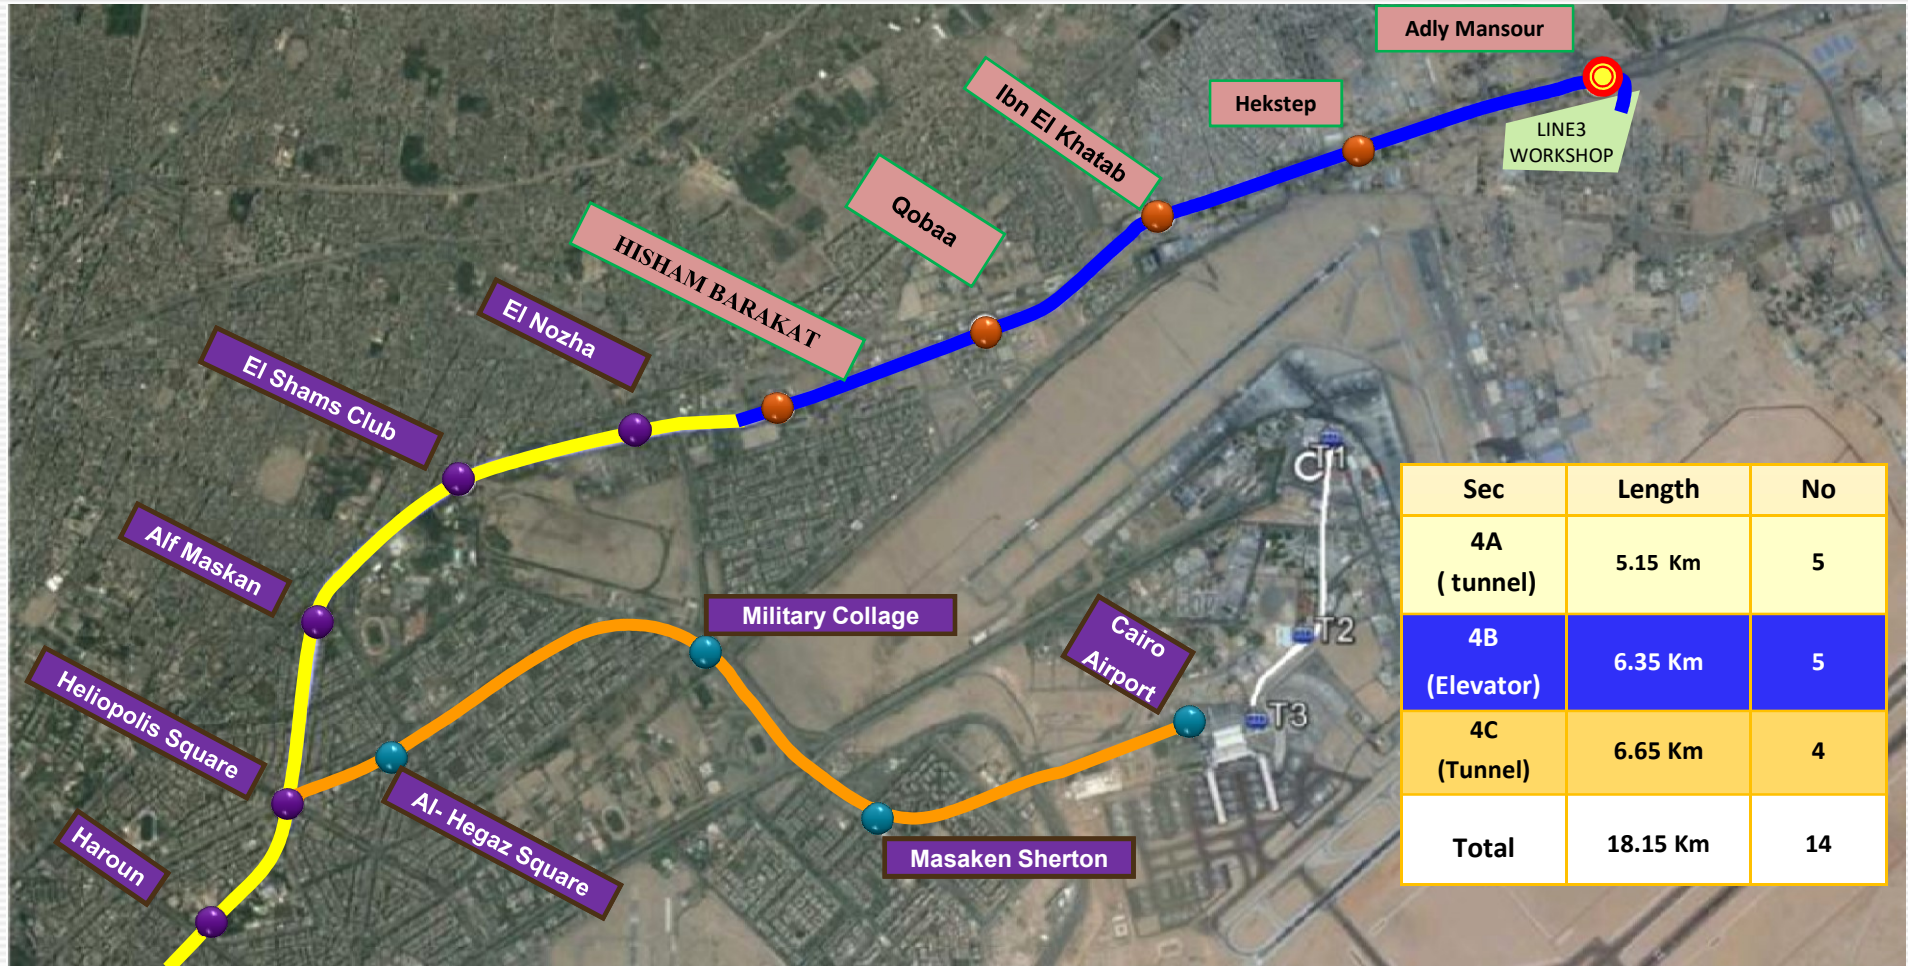 Adly Mansour
Ibn El Khatab
Hekstep
LINE3
WORKSHOP
Qobaa
HISHAM BARAKAT
El Nozha
El Shams Club
Alf Maskan
Heliopolis Square
Haroun
Al- Hegaz Square
Military Collage
Masaken Sherton
Cairo
Airport
T1
T2
T3
Sec Length No
4A
( tunnel)
5.15 Km 5
4B
(Elevator)
6.35 Km 5
4C
(Tunnel)
6.65 Km 4
Total 18.15 Km 14